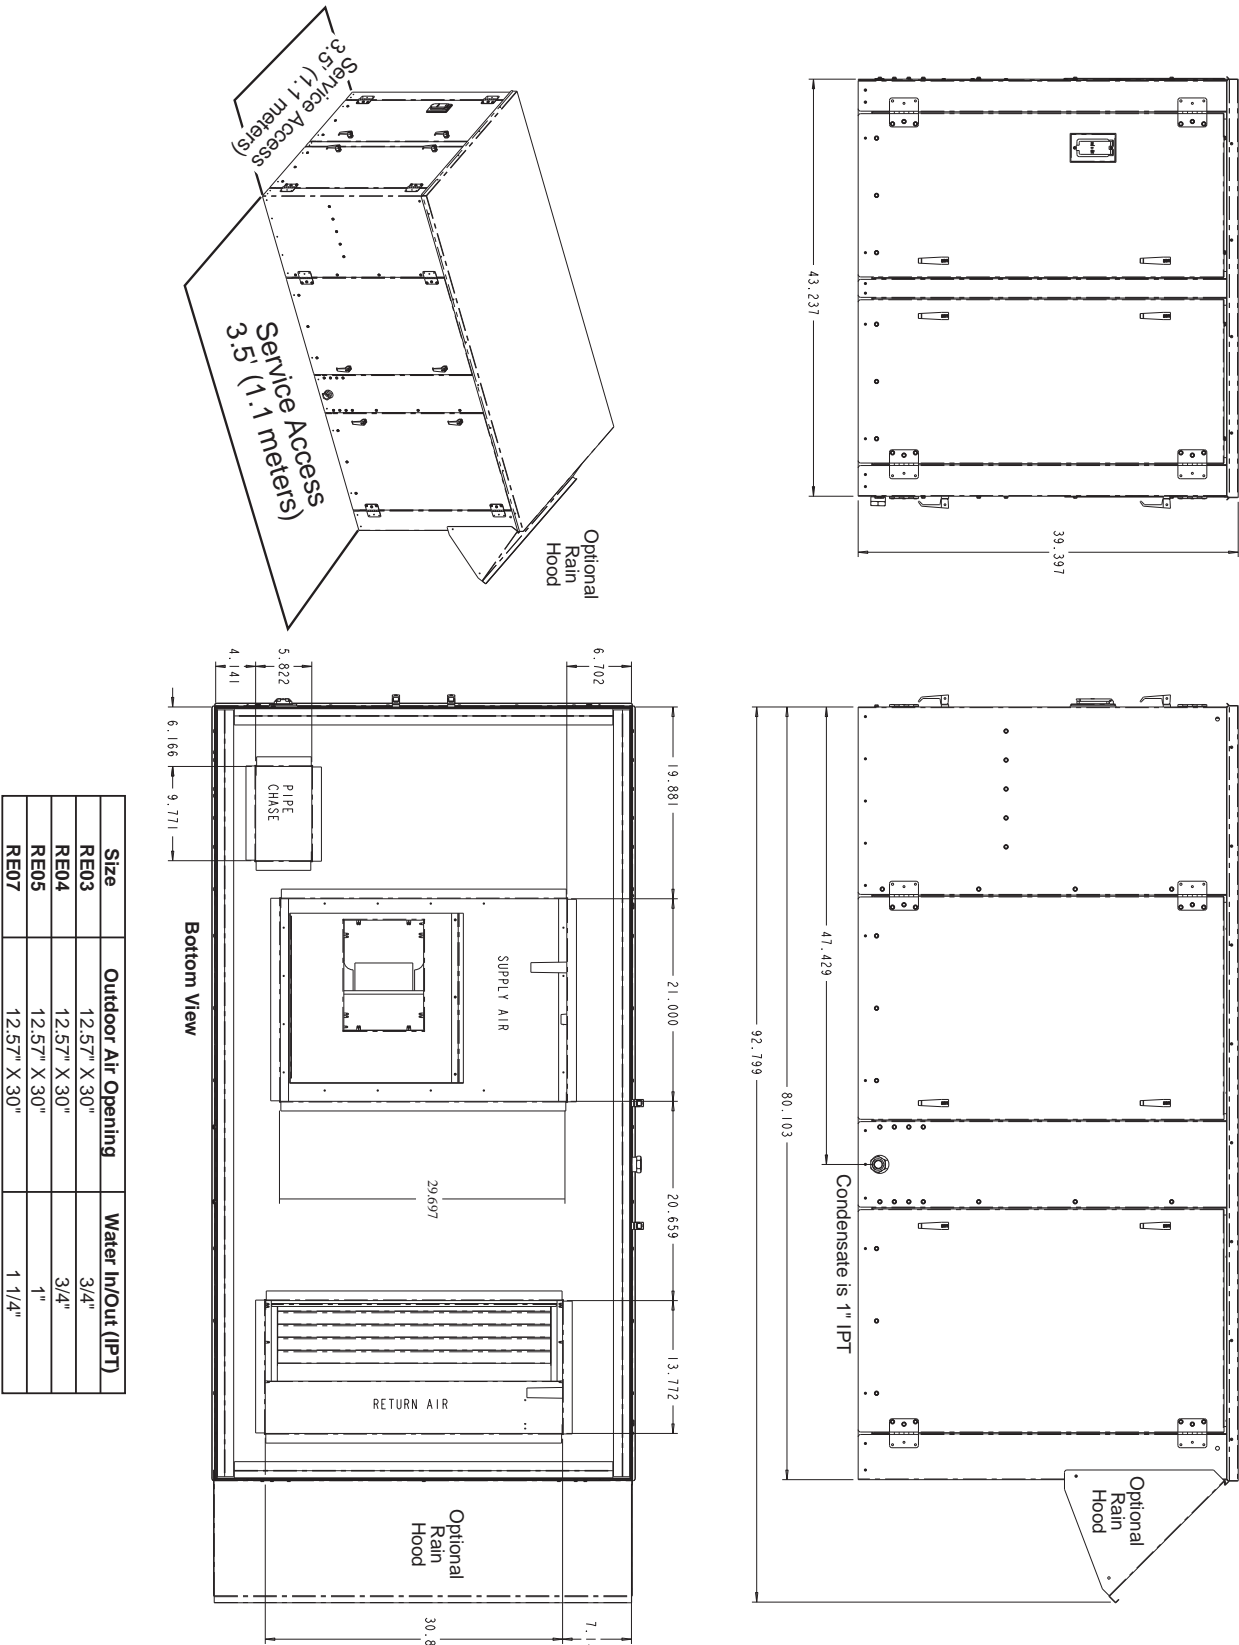 39.397
43.237
Optional
Rain
Hood
Condensate is 1" IPT
47.429
80.103
92.799
Optional
Rain
Hood
Service Access
3.5' (1.1 meters)
Service Access
3.5' (1.1 meters)
19.881
21.000
20.659
13.772
6.702
5.822
4.141
SUPPLY AIR
29.697
RETURN AIR
PIPE
CHASE
Optional
Rain
Hood
6.166
9.771
Bottom View
Size Outdoor Air Opening Water In/Out (IPT)
RE03 12.57" X 30" 3/4"
RE04 12.57" X 30" 3/4"
RE05 12.57" X 30" 1"
RE07 12.57" X 30" 1 1/4"